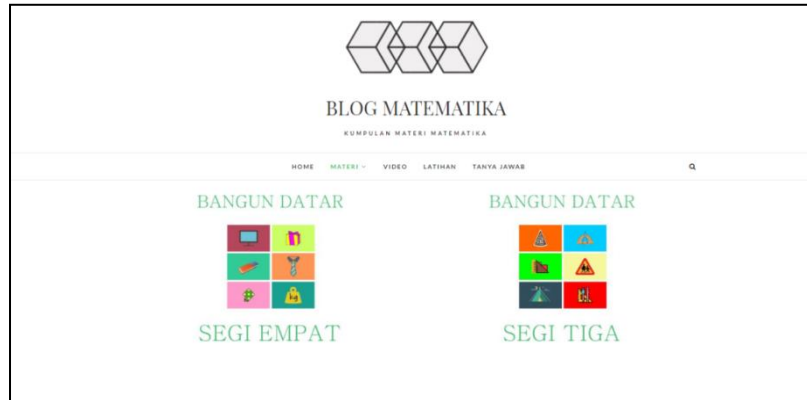 BLOG MATEMATIKA
KUMPULAN MATERI MATEMATIKA
HOME MATERI VIDEO LATIHAN TANYA JAWAB
BANGUN DATAR
SEGI EMPAT
BANGUN DATAR
SEGI TIGA